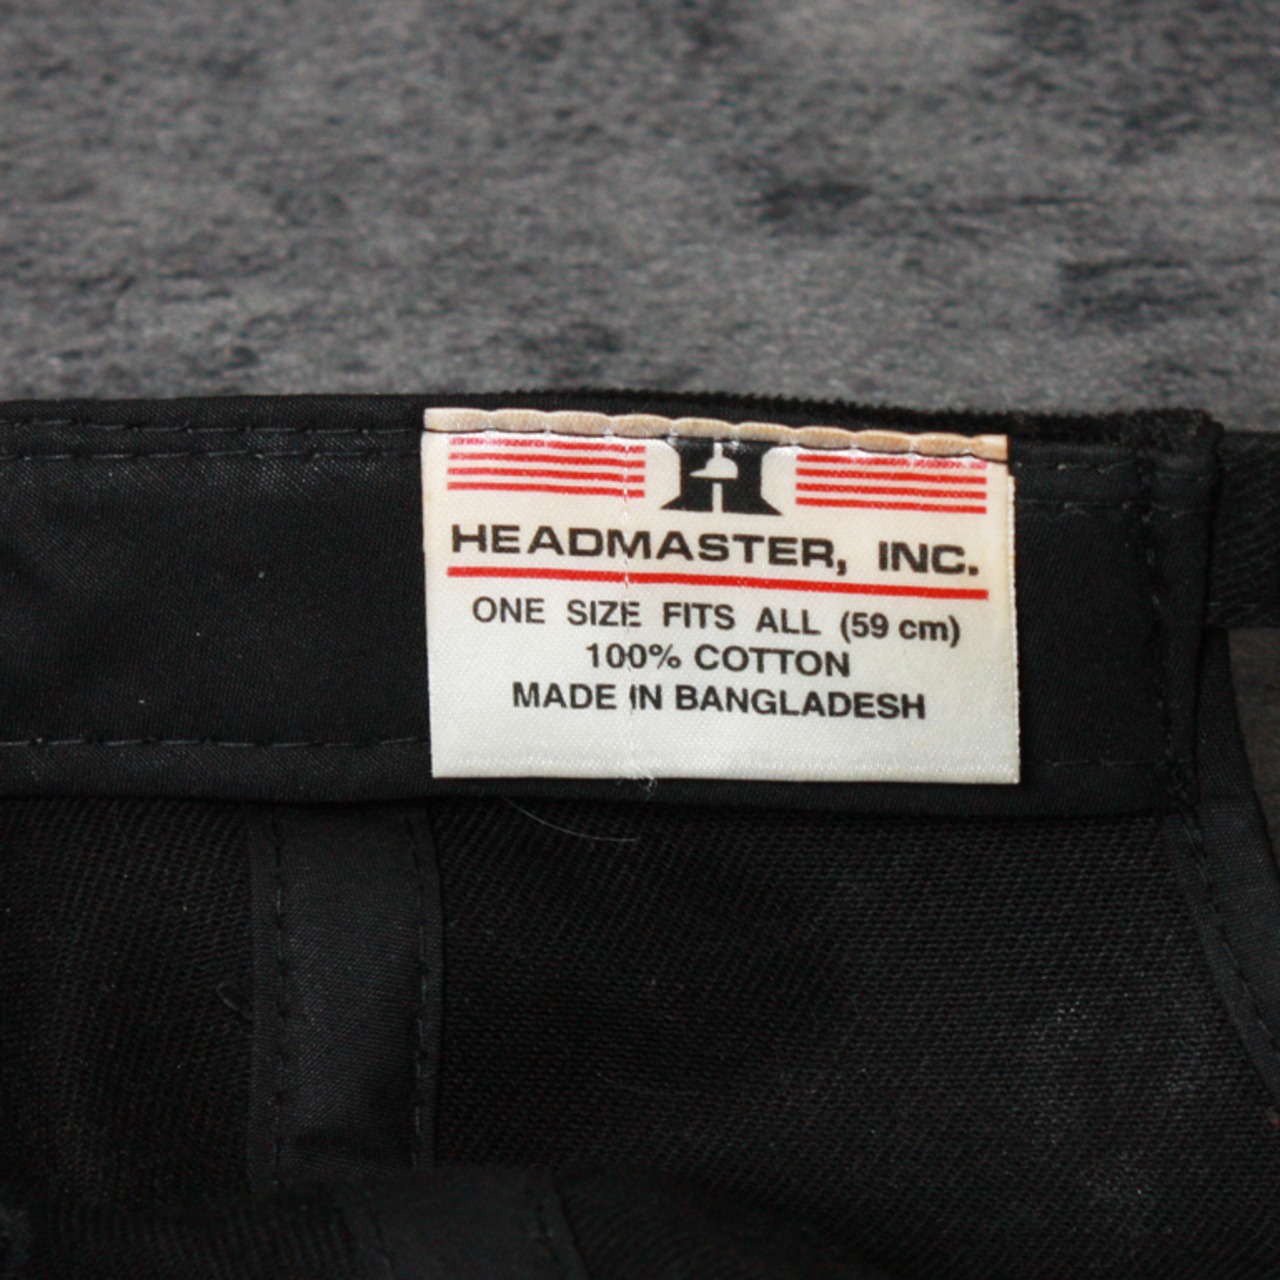 H
HEADMASTER, INC.
ONE SIZE FITS ALL (59 cm)
100% COTTON
MADE IN BANGLADESH